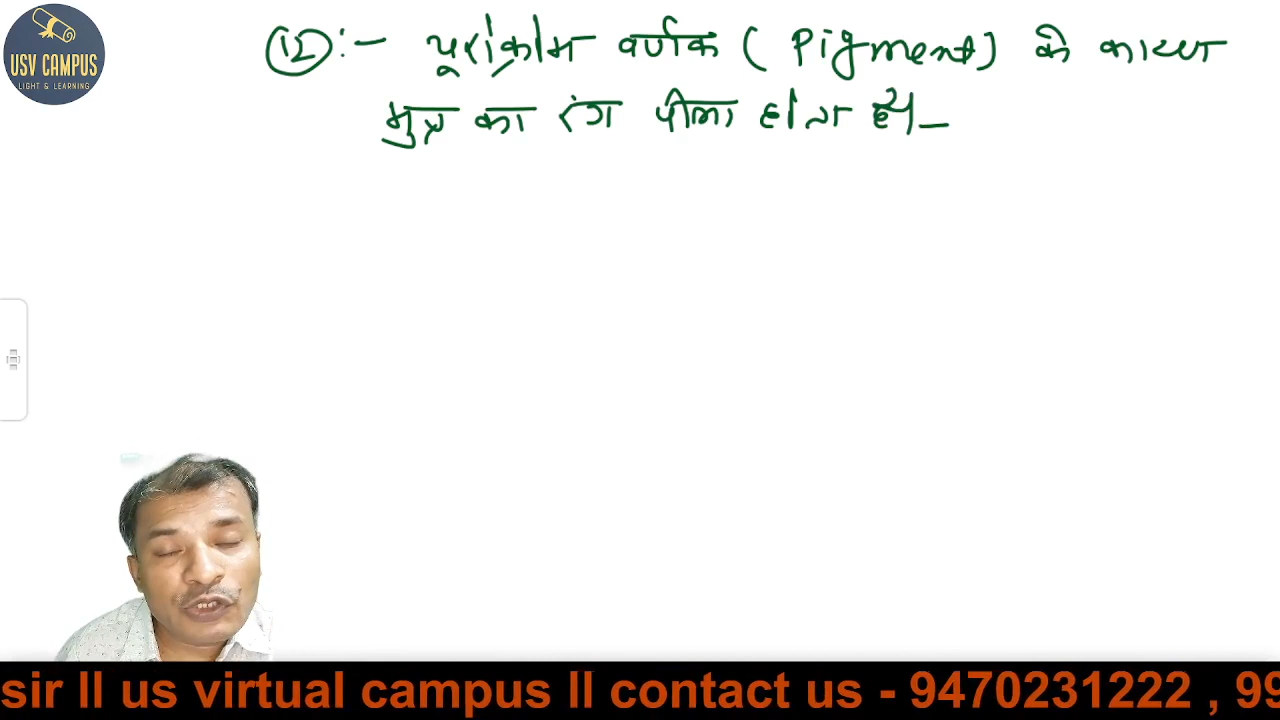 USV CAMPUS
LIGHT & LEARNING
(12):- यूरोक्रोम वर्णक ( Pigment) के कारण
मुत्र का रंग पीला होता है।_
sir ll us virtual campus ll contact us - 9470231222 , 99